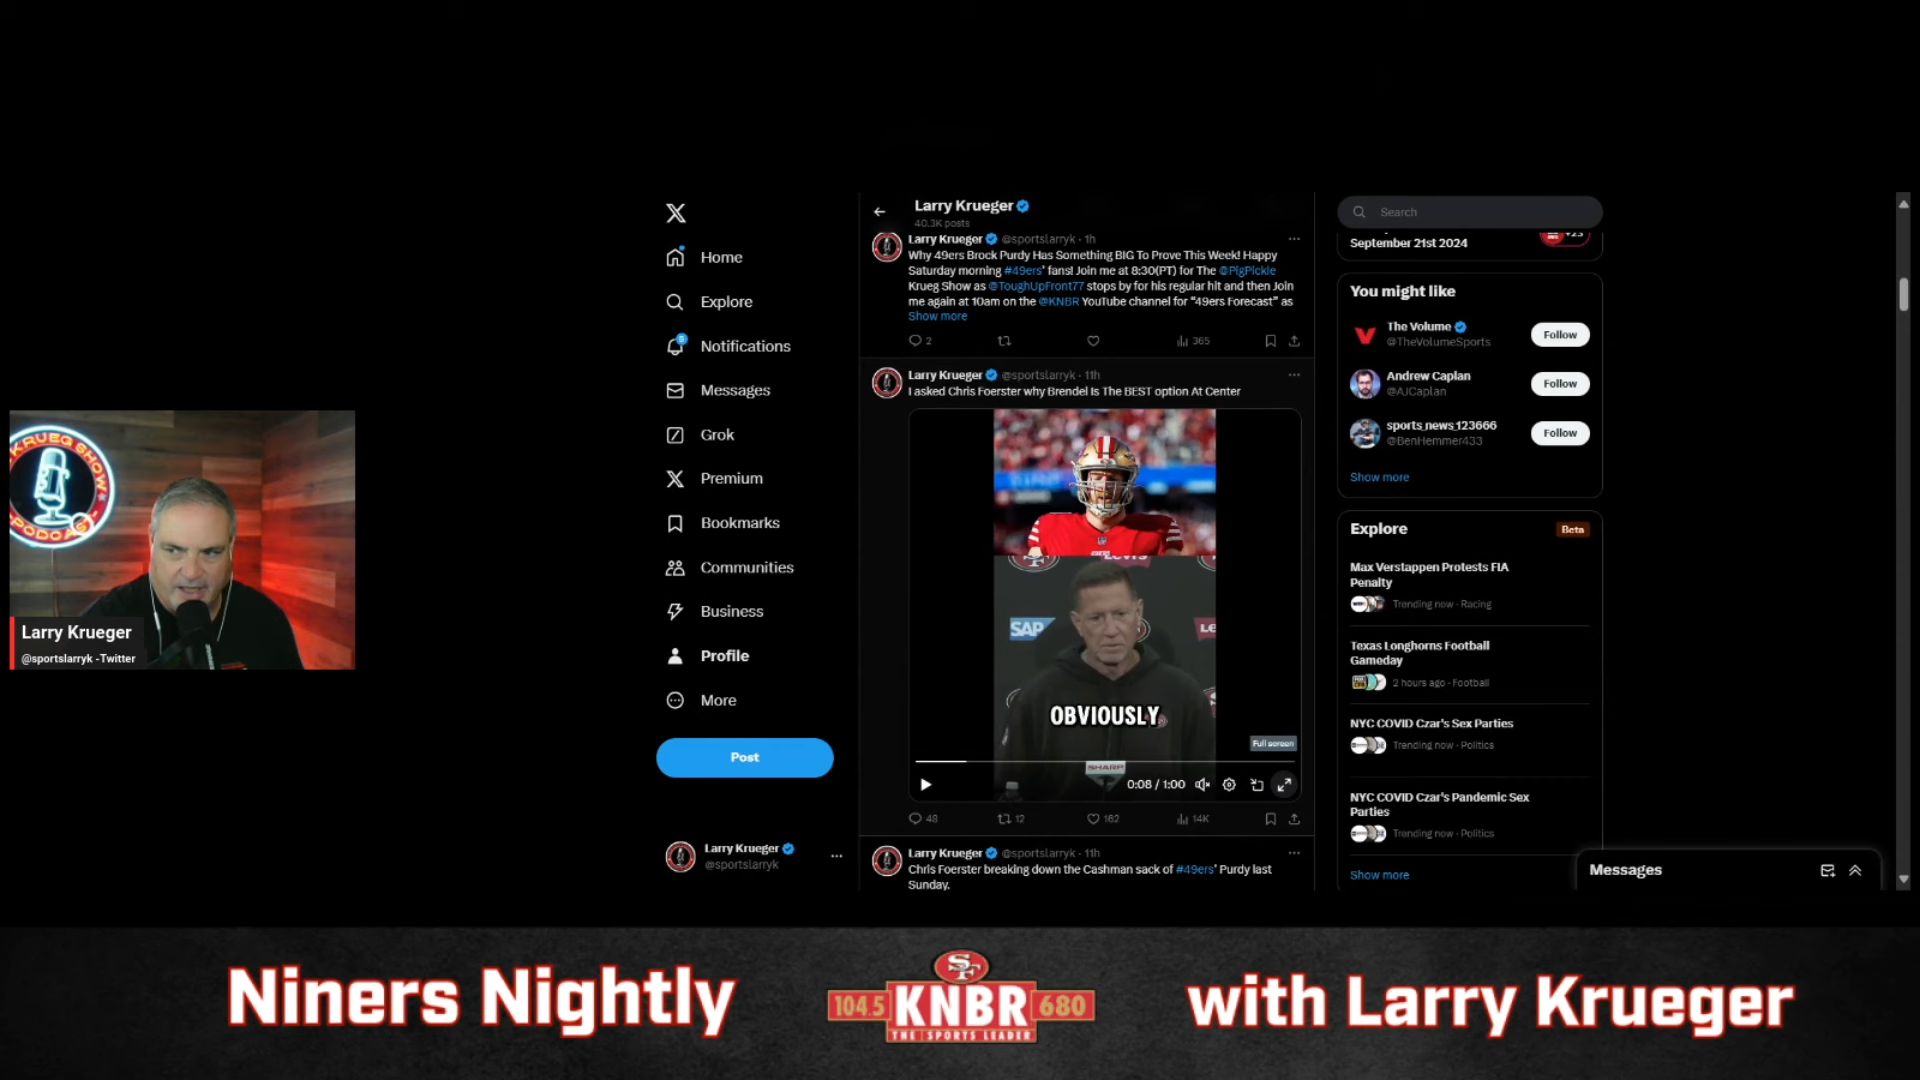 KRUEG SHOW
PODCAST
Larry Krueger
@sportslarryk -Twitter
Home
Explore
Notifications
5
Messages
Grok
Premium
Bookmarks
Communities
Business
Profile
More
Post
Larry Krueger
@sportslarryk
Larry Krueger
40.3K posts
Larry Krueger @sportslarryk · 1h
Why 49ers Brock Purdy Has Something BIG To Prove This Week! Happy
Saturday morning #49ers' fans! Join me at 8:30(PT) for The @PigPickle
Krueg Show as @ToughUpFront77 stops by for his regular hit and then Join
me again at 10am on the @KNBR YouTube channel for "49ers Forecast" as
Show more
2
365
Larry Krueger @sportslarryk · 11h
I asked Chris Foerster why Brendel Is The BEST option At Center
SAP
OBVIOUSLY
SHARP
Full screen
0:08 / 1:00
48
12
162
14K
Larry Krueger @sportslarryk · 11h
Chris Foerster breaking down the Cashman sack of #49ers' Purdy last
Sunday.
Search
September 21st 2024
+23
You might like
The Volume
@TheVolumeSports
Follow
Andrew Caplan
@AJCaplan
Follow
sports_news_123666
@BenHemmer433
Follow
Show more
Explore
Beta
Max Verstappen Protests FIA
Penalty
Trending now · Racing
Texas Longhorns Football
Gameday
2 hours ago · Football
NYC COVID Czar's Sex Parties
Trending now · Politics
NYC COVID Czar's Pandemic Sex
Parties
Trending now · Politics
Show more
Messages
Niners Nightly
SF
104.5 KNBR 680
THE SPORTS LEADER
with Larry Krueger